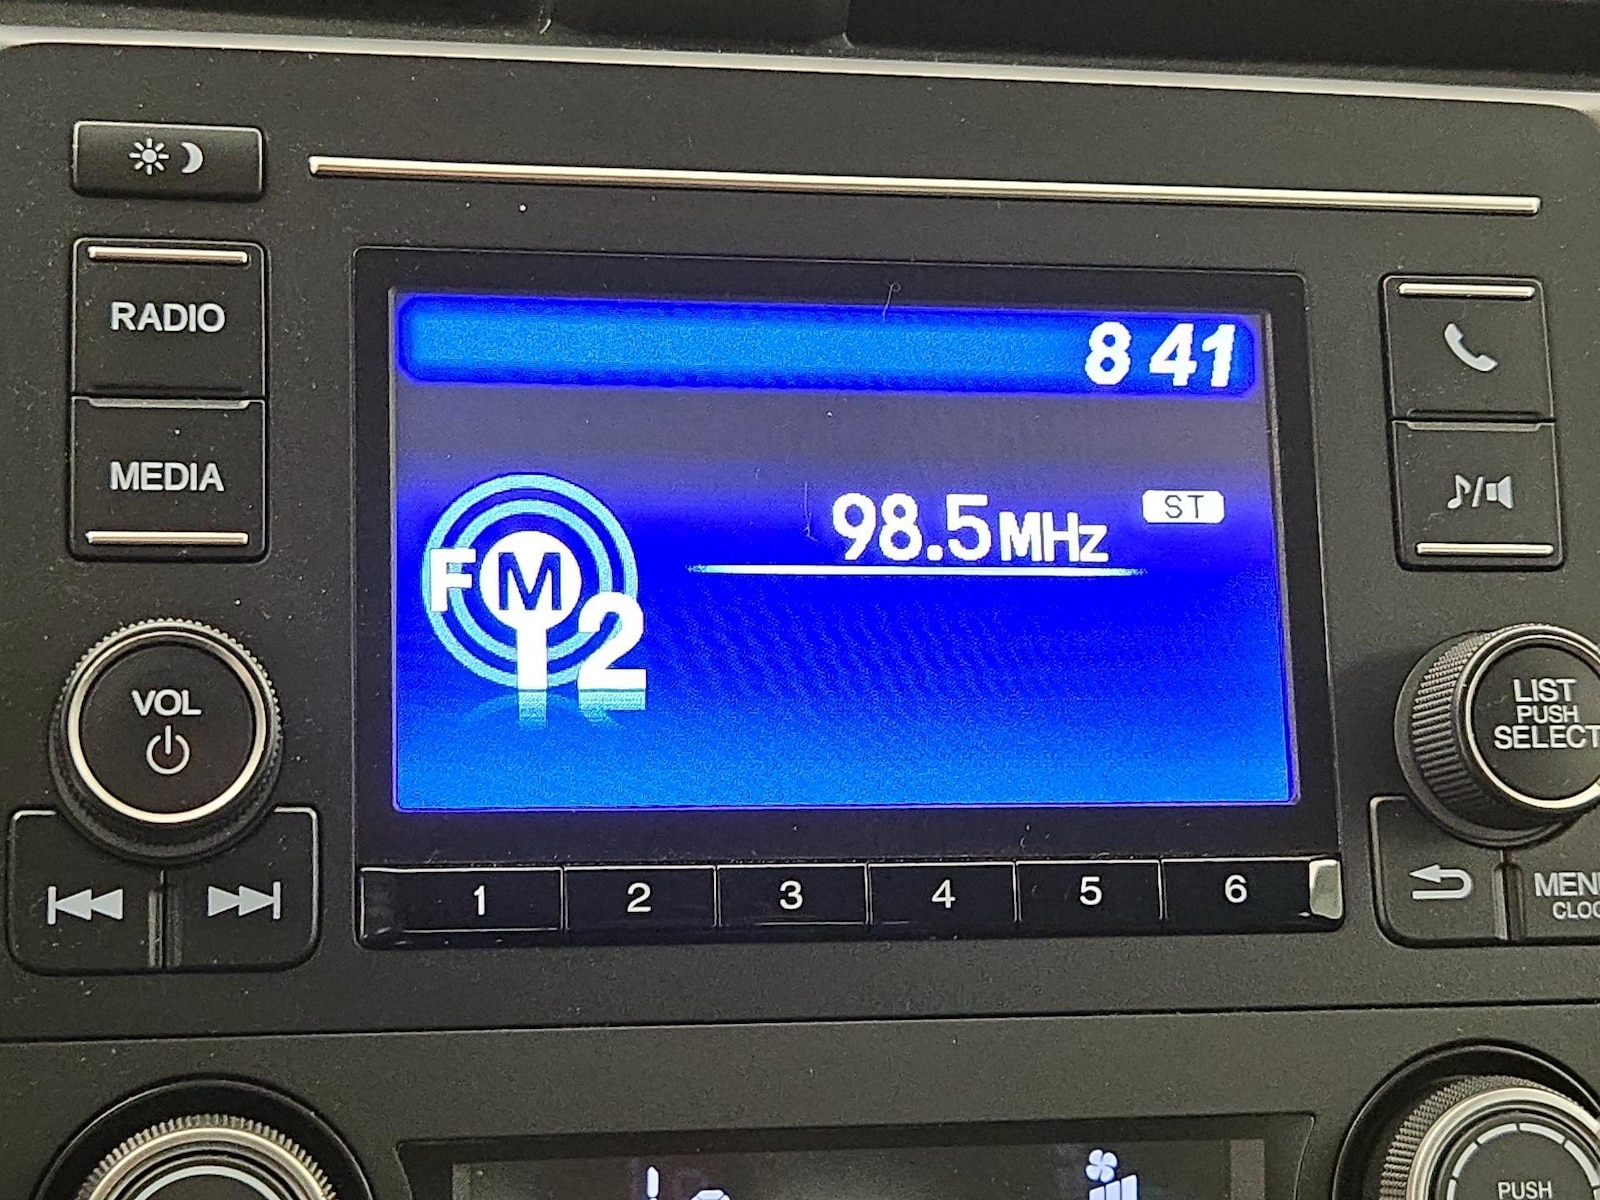 RADIO
MEDIA
VOL
8 41
98.5MHz
ST
FM
2
1 2 3 4 5 6
LIST
PUSH
SELECT
PUSH